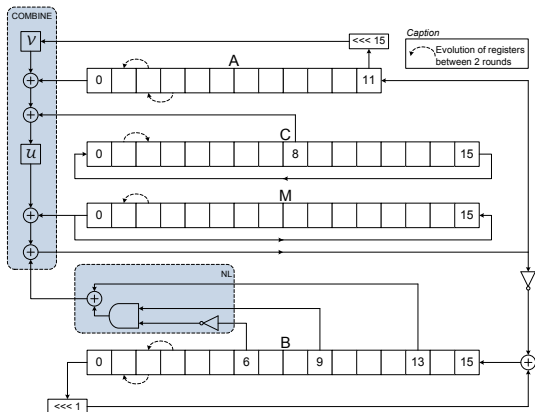 COMBINE
v
<<< 15
Caption
Evolution of registers
between 2 rounds
A
0 11
C
0 8 15
u
M
0 15
NL
B
0 6 9 13 15
<<< 1